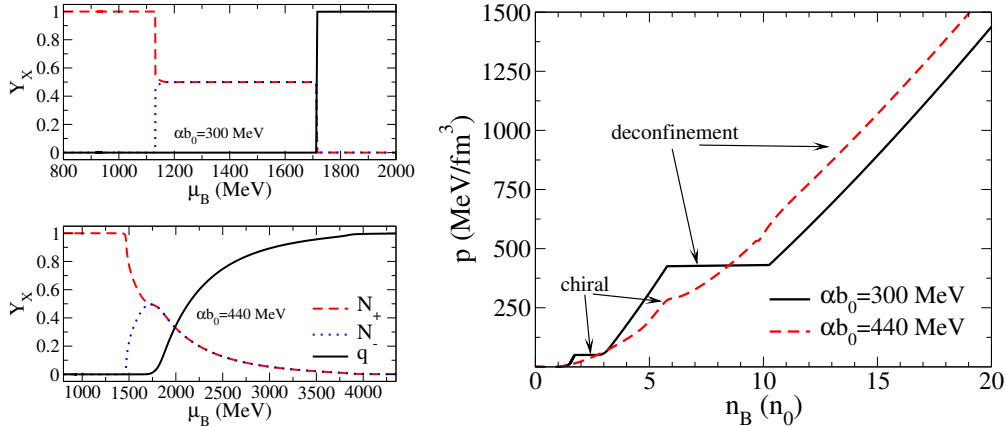 1
0.8
0.6
0.4
0.2
0
Y_X
αb_0=300 MeV
800 1000 1200 1400 1600 1800 2000
μ_B (MeV)
1
0.8
0.6
0.4
0.2
0
Y_X
αb_0=440 MeV
N_+
N_-
q
1000 1500 2000 2500 3000 3500 4000
μ_B (MeV)
1500
1250
1000
750
500
250
p (MeV/fm^3)
deconfinement
chiral
αb_0=300 MeV
αb_0=440 MeV
0 5 10 15 20
n_B (n_0)